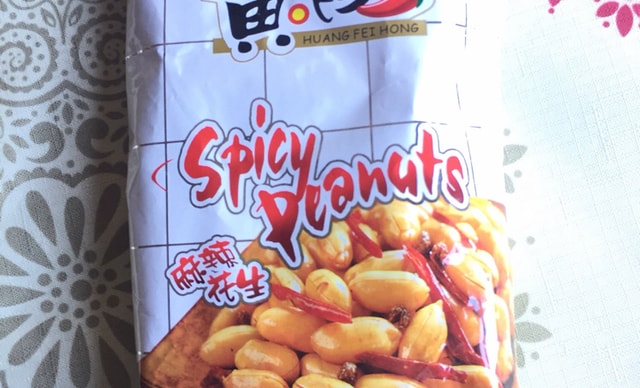 HUANG FEI HONG
Spicy
Peanuts
麻辣
花生